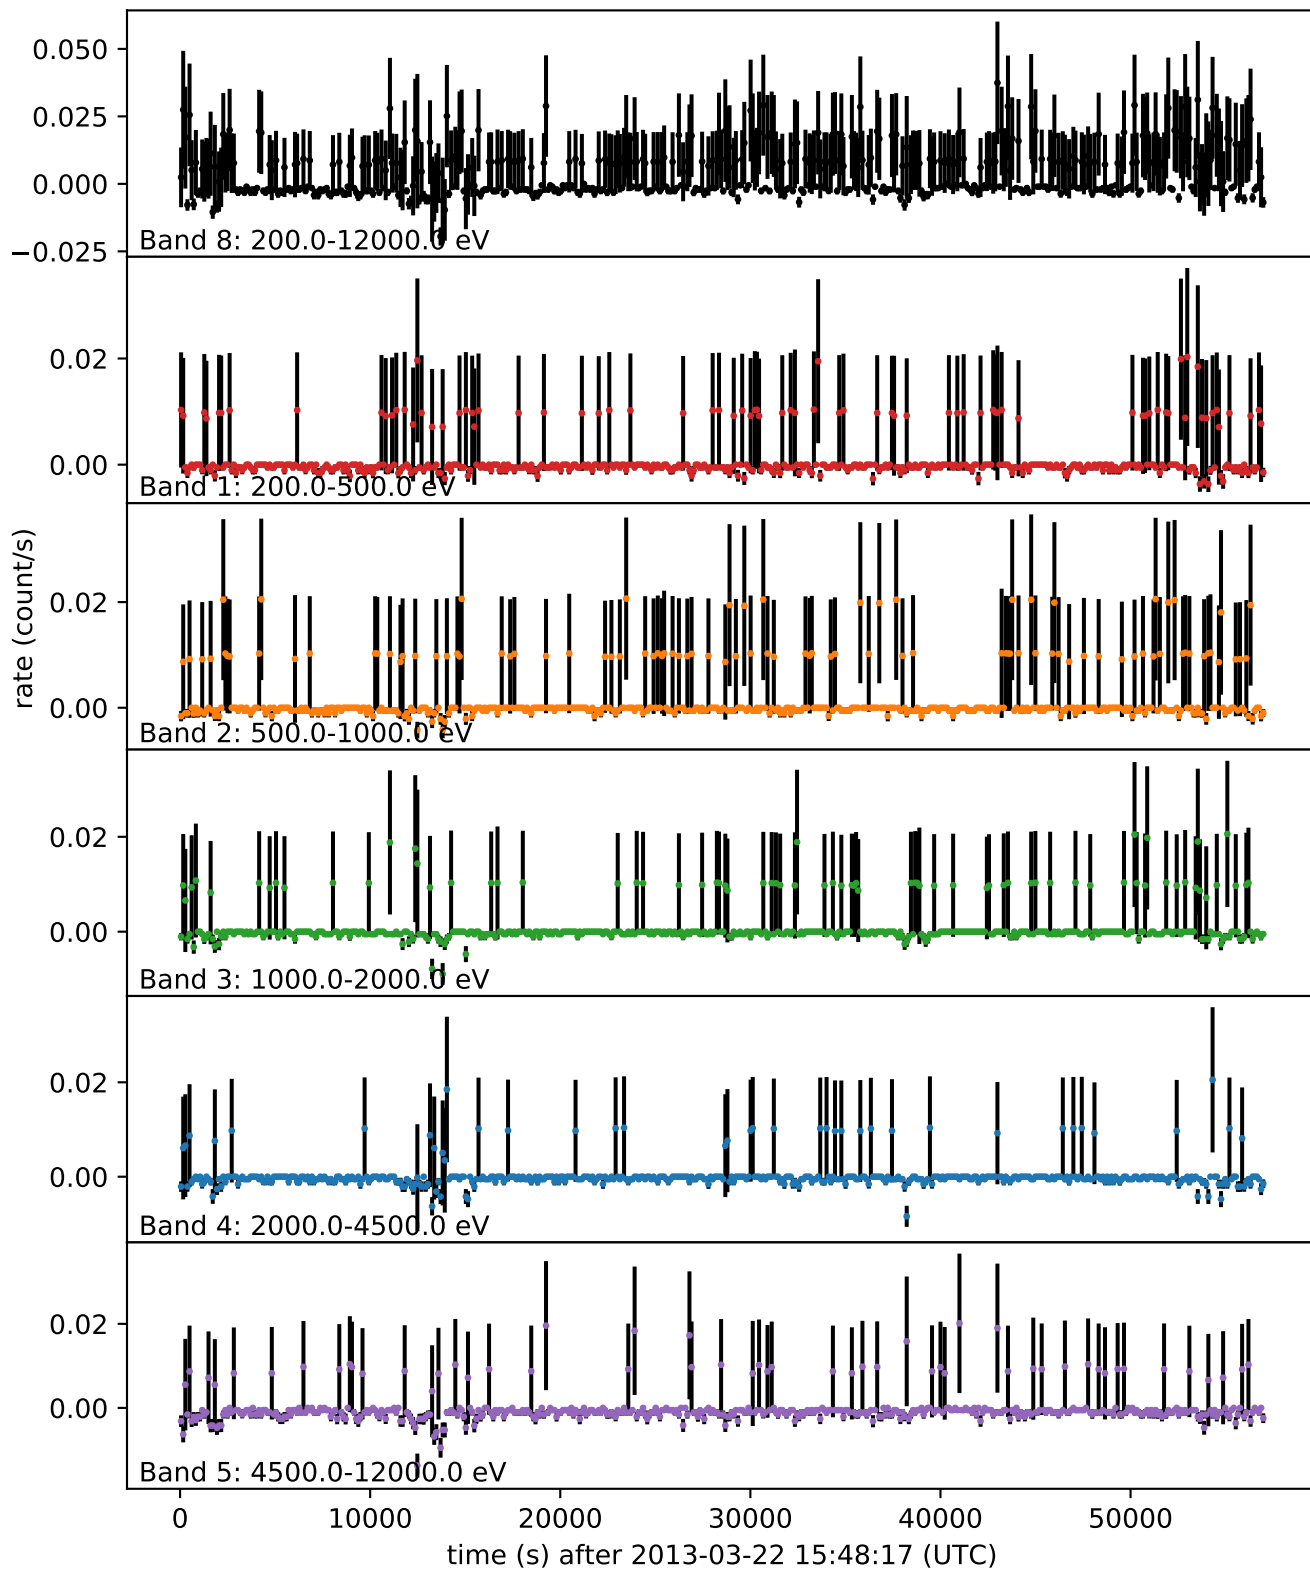 0.050
0.025
0.000
−0.025
Band 8: 200.0-12000.0 eV
0.02
0.00
Band 1: 200.0-500.0 eV
rate (count/s)
0.02
0.00
Band 2: 500.0-1000.0 eV
0.02
0.00
Band 3: 1000.0-2000.0 eV
0.02
0.00
Band 4: 2000.0-4500.0 eV
0.02
0.00
Band 5: 4500.0-12000.0 eV
0 10000 20000 30000 40000 50000
time (s) after 2013-03-22 15:48:17 (UTC)